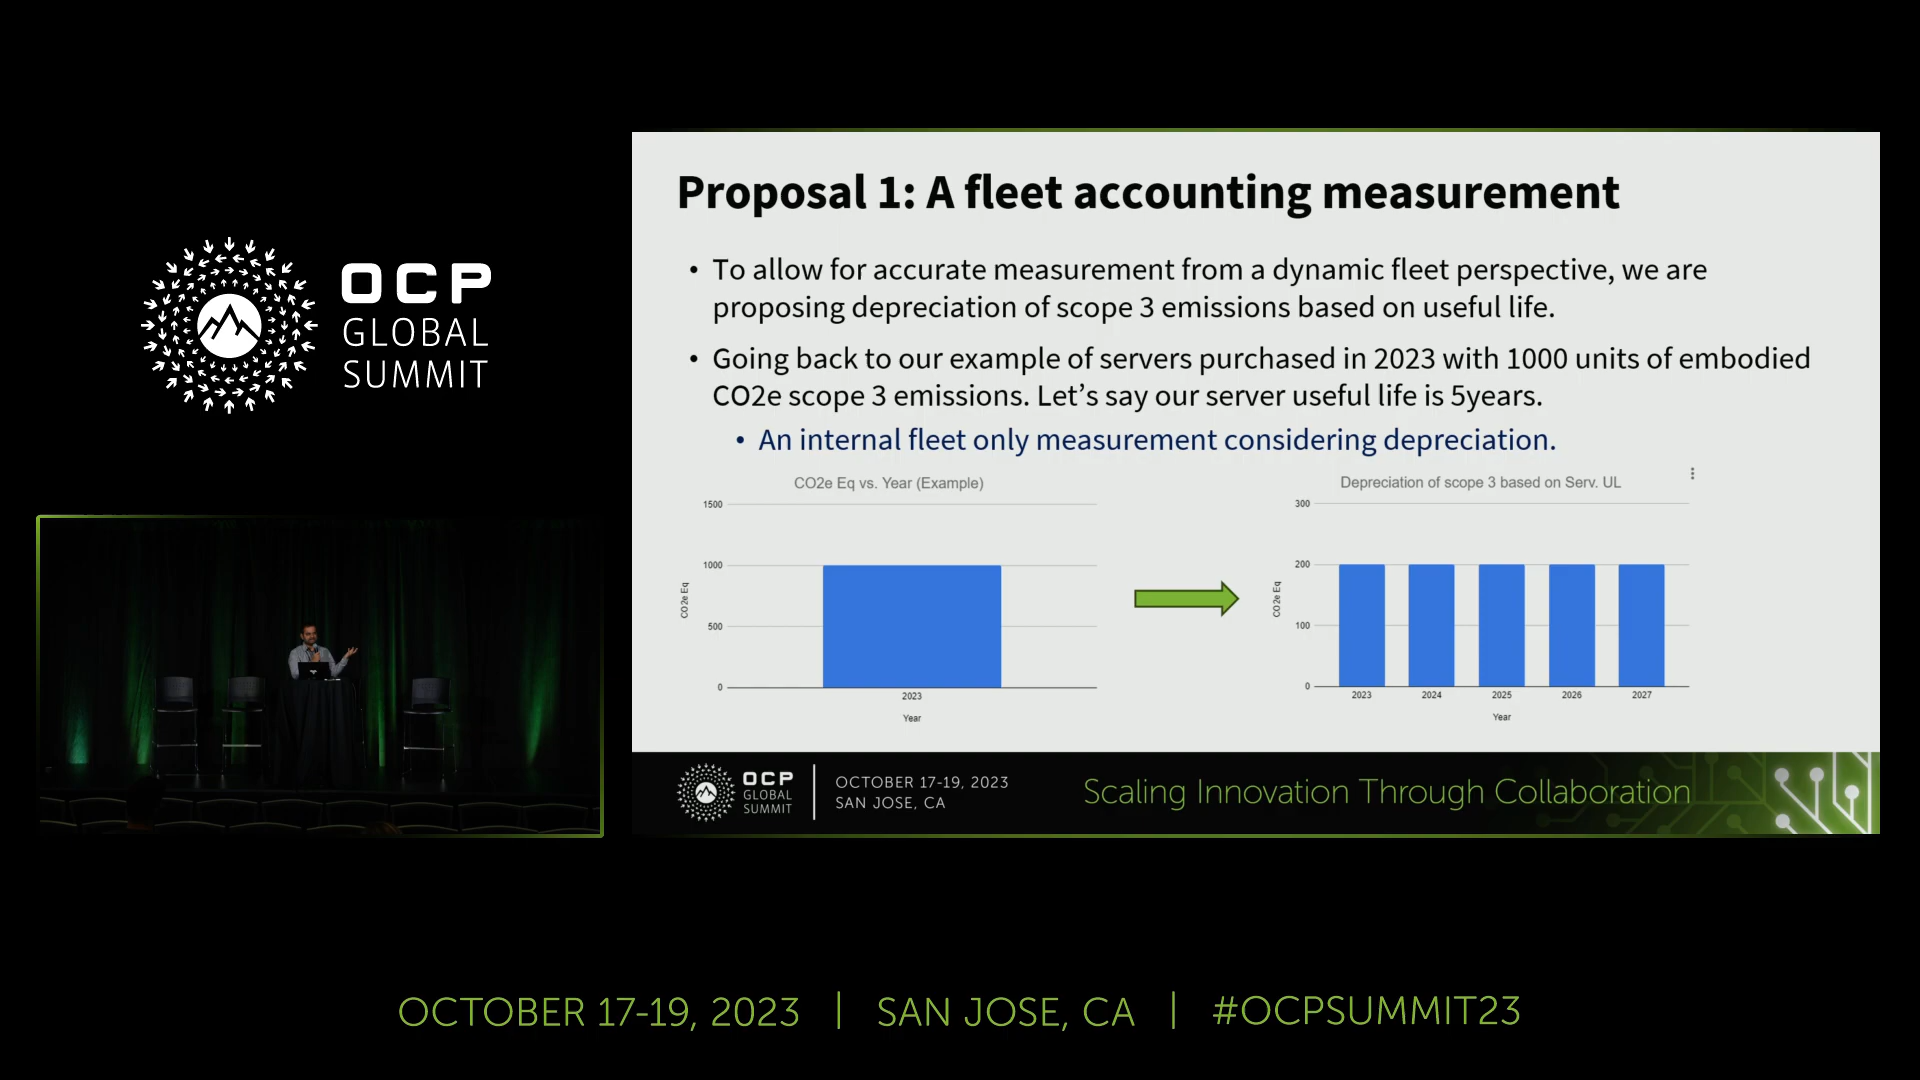 OCP
GLOBAL
SUMMIT
Proposal 1: A fleet accounting measurement
• To allow for accurate measurement from a dynamic fleet perspective, we are
proposing depreciation of scope 3 emissions based on useful life.
• Going back to our example of servers purchased in 2023 with 1000 units of embodied
CO2e scope 3 emissions. Let’s say our server useful life is 5years.
• An internal fleet only measurement considering depreciation.
CO2e Eq vs. Year (Example)
1500
1000
500
0
CO2e Eq
2023
Year
Depreciation of scope 3 based on Serv. UL
300
200
100
0
CO2e Eq
2023 2024 2025 2026 2027
Year
OCP
GLOBAL
SUMMIT
OCTOBER 17-19, 2023
SAN JOSE, CA
Scaling Innovation Through Collaboration
OCTOBER 17-19, 2023 | SAN JOSE, CA | #OCPSUMMIT23